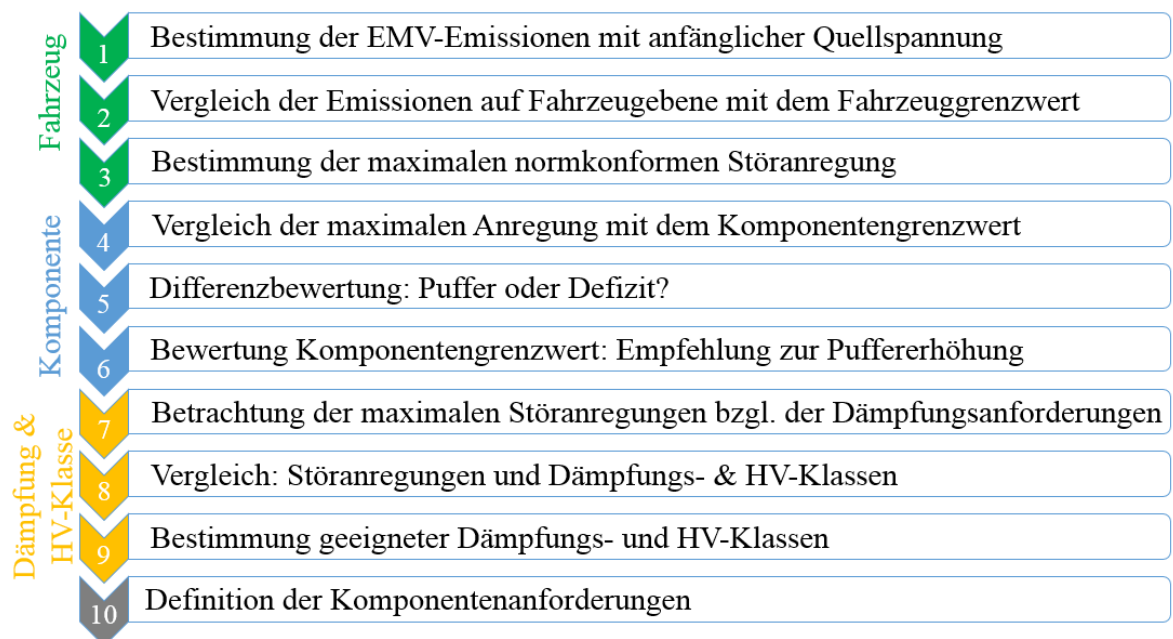 Fahrzeug
1 Bestimmung der EMV-Emissionen mit anfänglicher Quellspannung
2 Vergleich der Emissionen auf Fahrzeugebene mit dem Fahrzeuggrenzwert
3 Bestimmung der maximalen normkonformen Störanregung
Komponente
4 Vergleich der maximalen Anregung mit dem Komponentengrenzwert
5 Differenzbewertung: Puffer oder Defizit?
6 Bewertung Komponentengrenzwert: Empfehlung zur Puffererhöhung
Dämpfung &
HV-Klasse
7 Betrachtung der maximalen Störanregungen bzgl. der Dämpfungsanforderungen
8 Vergleich: Störanregungen und Dämpfungs- & HV-Klassen
9 Bestimmung geeigneter Dämpfungs- und HV-Klassen
10 Definition der Komponentenanforderungen